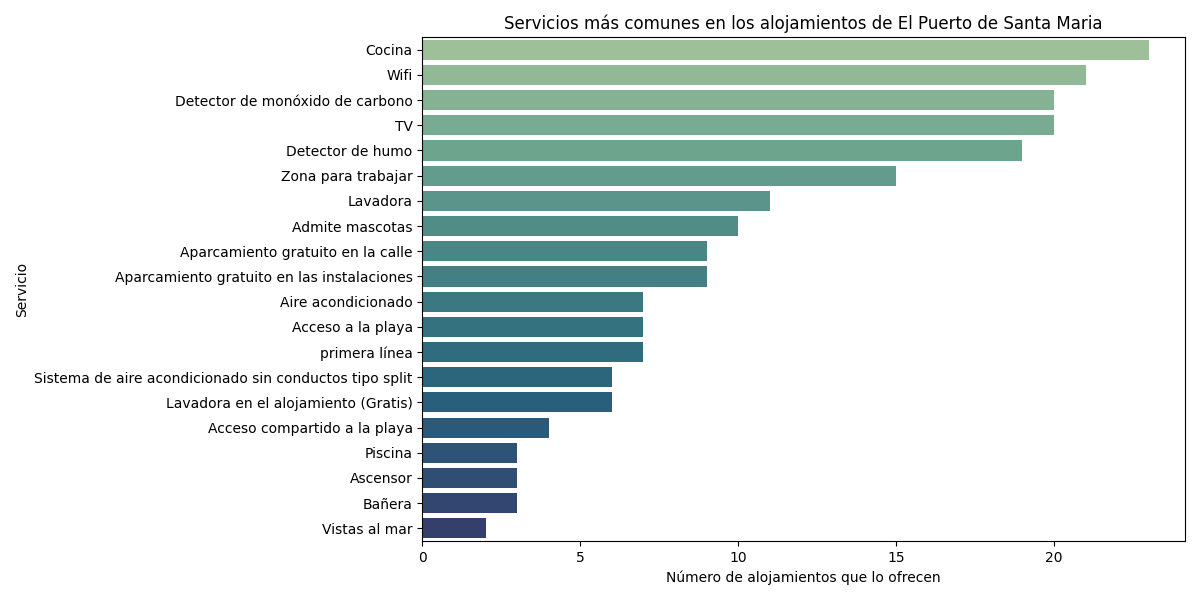 Servicios más comunes en los alojamientos de El Puerto de Santa Maria
Cocina
Wifi
Detector de monóxido de carbono
TV
Detector de humo
Zona para trabajar
Lavadora
Admite mascotas
Aparcamiento gratuito en la calle
Aparcamiento gratuito en las instalaciones
Aire acondicionado
Acceso a la playa
primera línea
Sistema de aire acondicionado sin conductos tipo split
Lavadora en el alojamiento (Gratis)
Acceso compartido a la playa
Piscina
Ascensor
Bañera
Vistas al mar
Servicio
0 5 10 15 20
Número de alojamientos que lo ofrecen